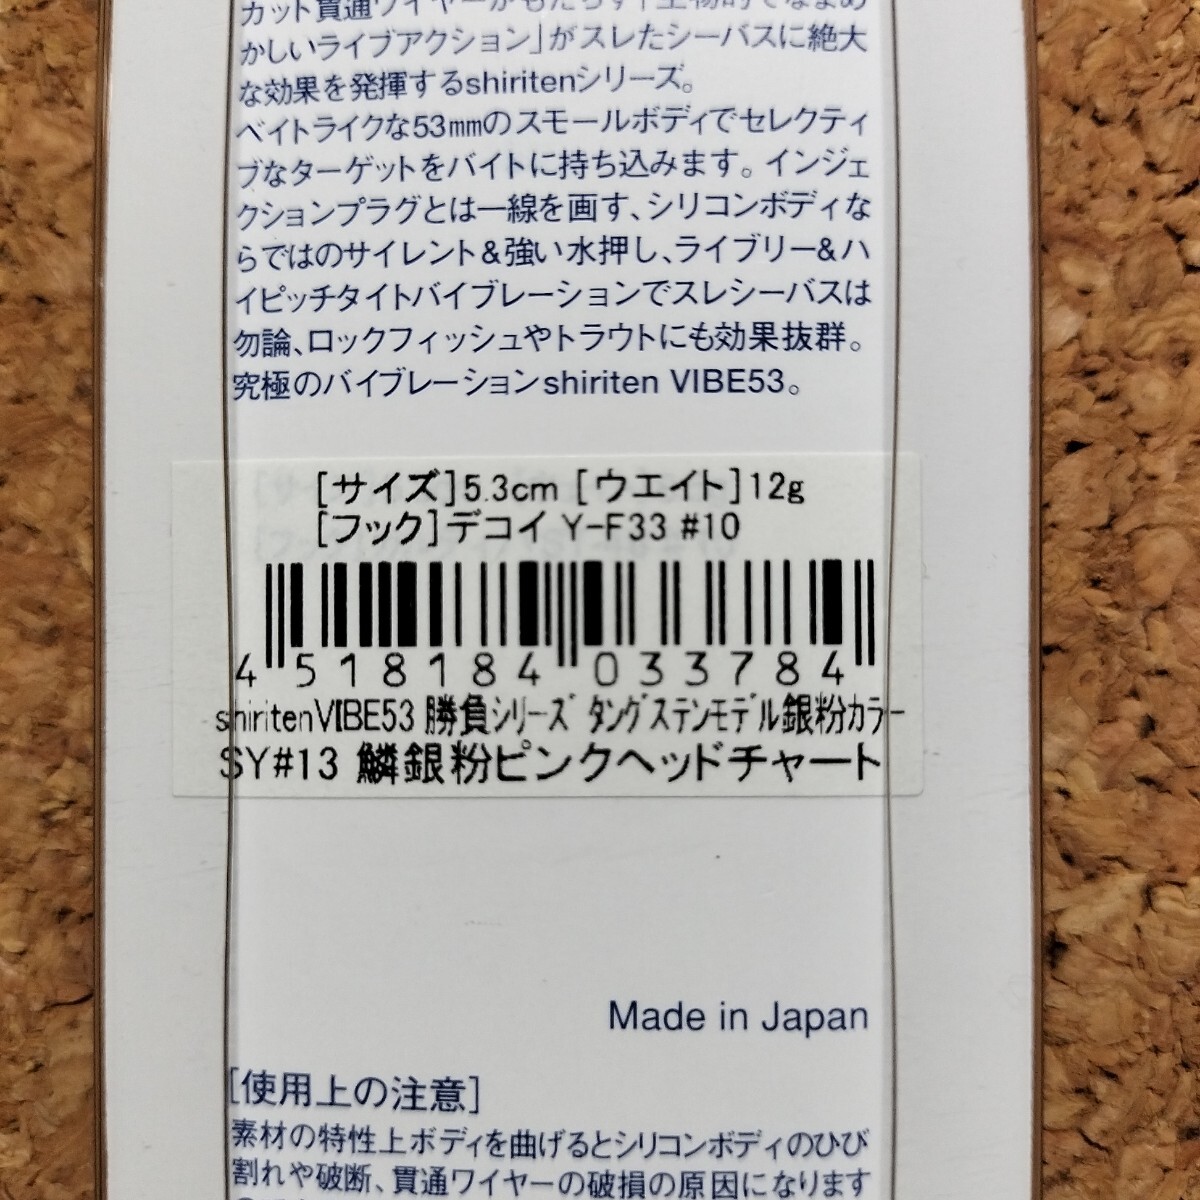 カット貫通ワイヤーがもたらす「生物的でなまめ
かしいライブアクション」がスレたシーバスに絶大
な効果を発揮するshiritenシリーズ。
ベイトライクな53mmのスモールボディでセレクティ
ブなターゲットをバイトに持ち込みます。インジェ
クションプラグとは一線を画す、シリコンボディな
らではのサイレント&強い水押し、ライブリー&ハ
イピッチタイトバイブレーションでスレシーバスは
勿論、ロックフィッシュやトラウトにも効果抜群。
究極のバイブレーションshiriten VIBE53。
[サイズ]5.3cm [ウエイト]12g
[フック]デコイ Y-F33 #10
4 518184 033784
shiritenVIBE53 勝負シリーズ タングステンモデル銀粉カラー
SY#13 鱗銀粉ピンクヘッドチャート
Made in Japan
[使用上の注意]
素材の特性上ボディを曲げるとシリコンボディのひび
割れや破断、貫通ワイヤーの破損の原因になります